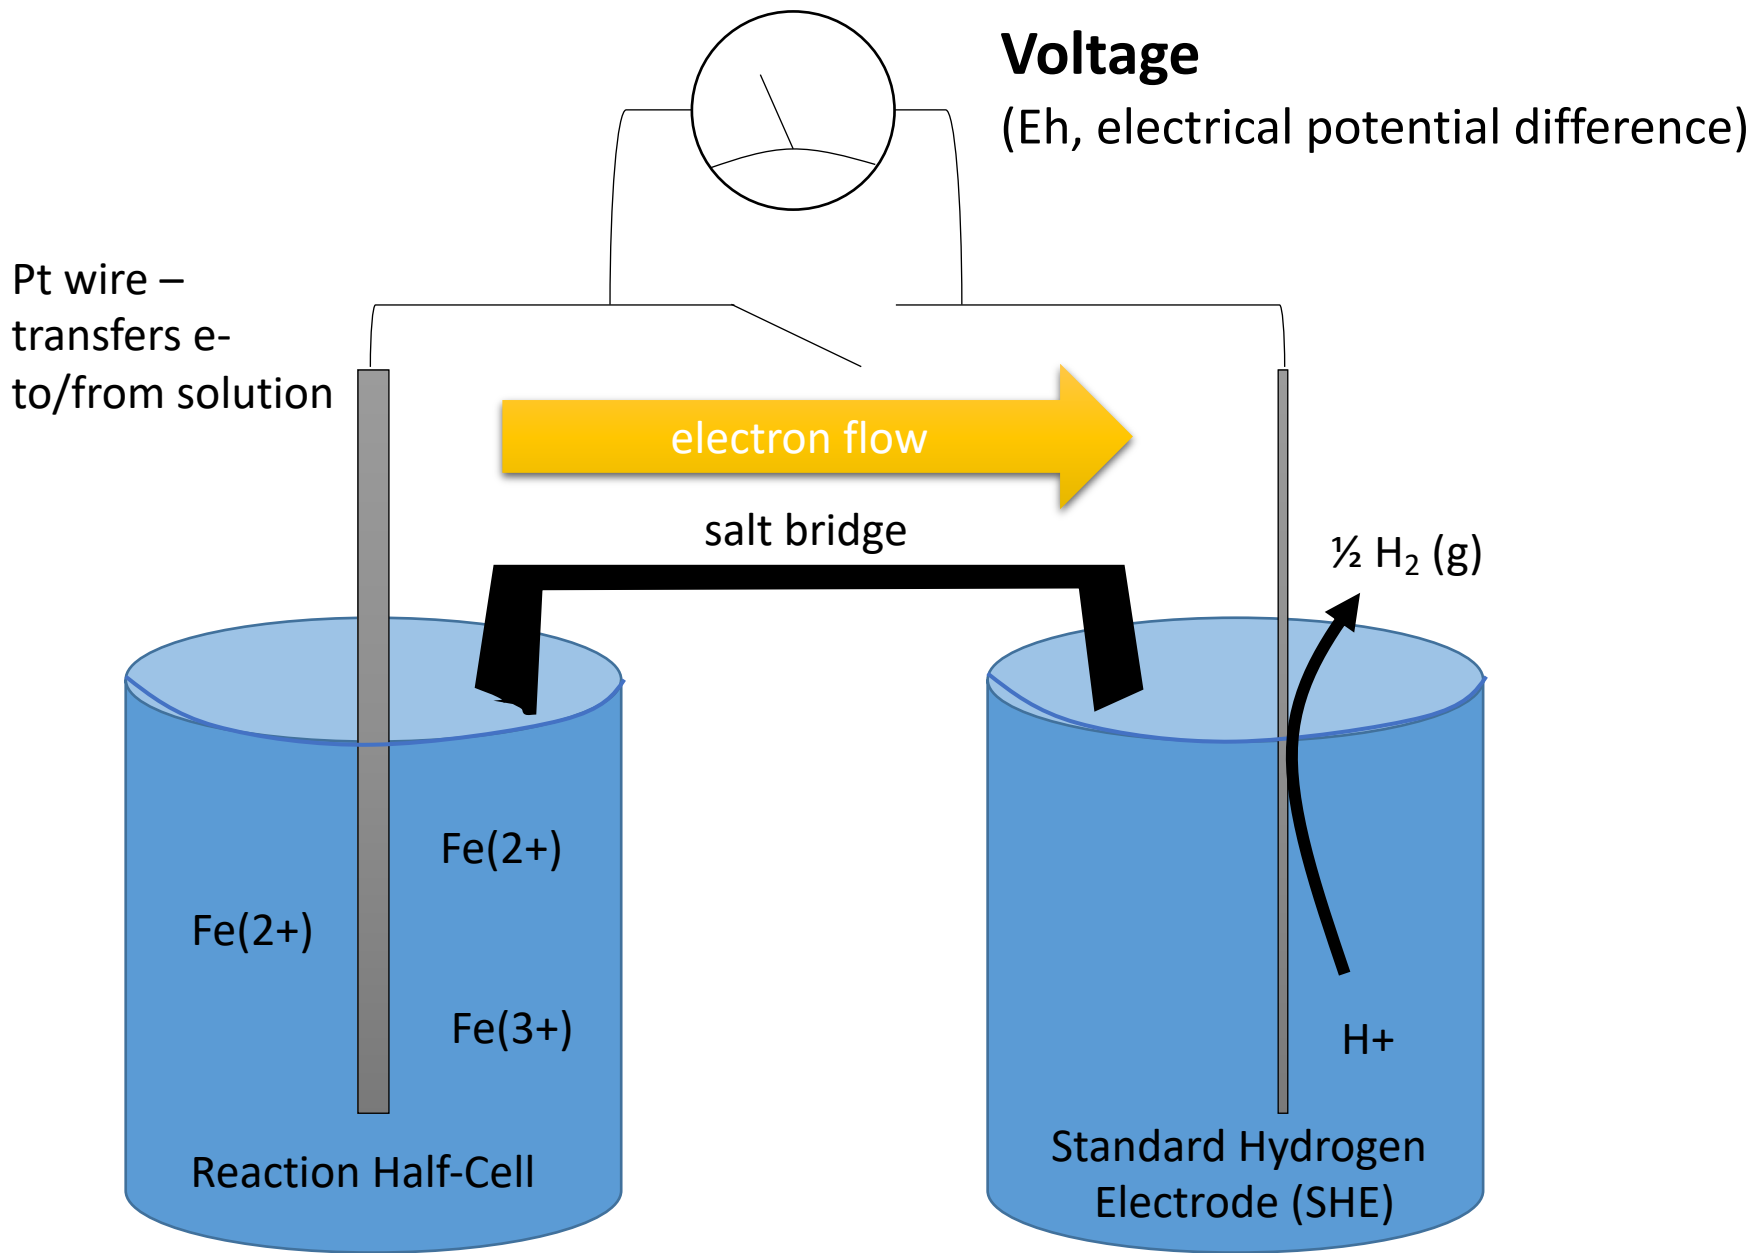 Voltage
(Eh, electrical potential difference)
Pt wire –
transfers e-
to/from solution
electron flow
salt bridge
½ H₂ (g)
Fe(2+)
Fe(2+)
Fe(3+)
H+
Reaction Half-Cell
Standard Hydrogen
Electrode (SHE)